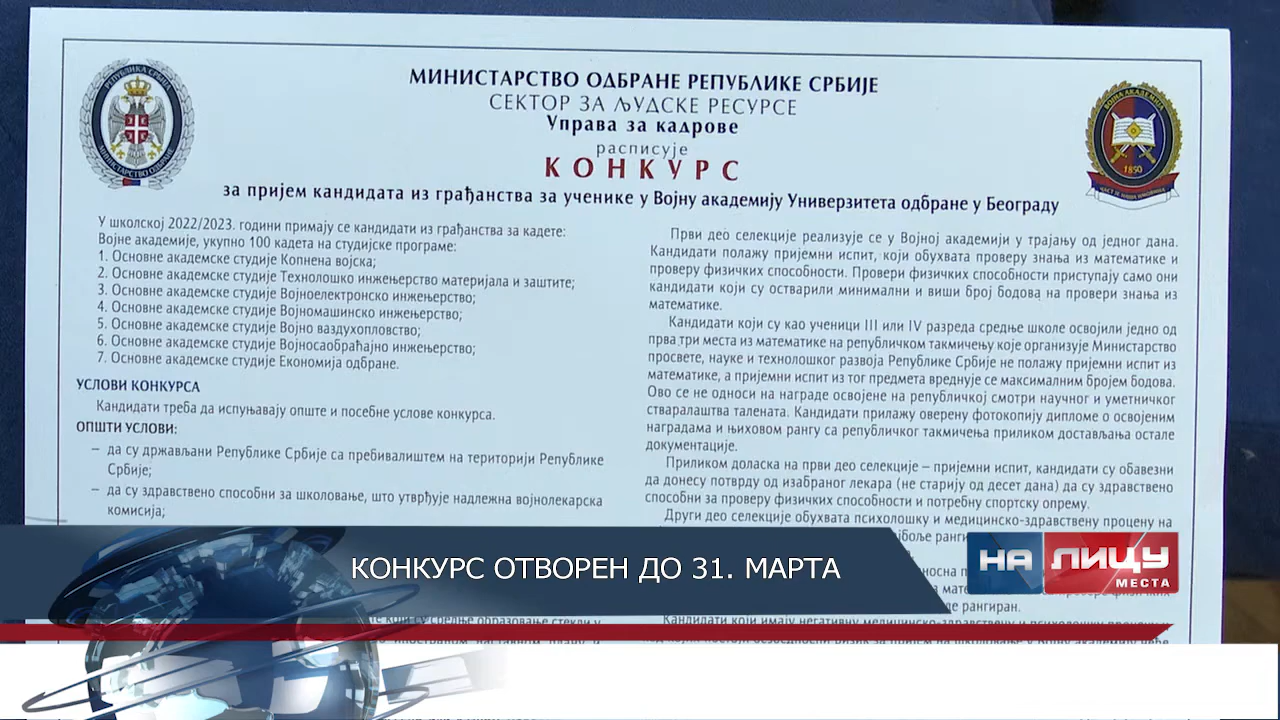 МИНИСТАРСТВО ОДБРАНЕ РЕПУБЛИКЕ СРБИЈЕ
СЕКТОР ЗА ЉУДСКЕ РЕСУРСЕ
Управа за кадрове
расписује
КОНКУРС
за пријем кандидата из грађанства за ученике у Војну академију Универзитета одбране у Београду
РЕПУБЛИКА СРБИЈА
МИНИСТАРСТВО ОДБРАНЕ
ВОЈНА АКАДЕМИЈА
1850
У школској 2022/2023. години примају се кандидати из грађанства за кадете:
Војне академије, укупно 100 кадета на студијске програме:
1. Основне академске студије Копнена војска;
2. Основне академске студије Технолошко инжењерство материјала и заштите;
3. Основне академске студије Војноелектронско инжењерство;
4. Основне академске студије Војномашинско инжењерство;
5. Основне академске студије Војно ваздухопловство;
6. Основне академске студије Војносаобраћајно инжењерство;
7. Основне академске студије Економија одбране.
УСЛОВИ КОНКУРСА
Кандидати треба да испуњавају опште и посебне услове конкурса.
ОПШТИ УСЛОВИ:
– да су држављани Републике Србије са пребивалиштем на територији Републике
Србије;
– да су здравствено способни за школовање, што утврђује надлежна војнолекарска
комисија;
Први део селекције реализује се у Војној академији у трајању од једног дана.
Кандидати полажу пријемни испит, који обухвата проверу знања из математике и
проверу физичких способности. Провери физичких способности приступају само они
кандидати који су остварили минимални и виши број бодова на провери знања из
математике.
Кандидати који су као ученици III или IV разреда средње школе освојили једно од
прва три места из математике на републичком такмичењу које организује Министарство
просвете, науке и технолошког развоја Републике Србије не полажу пријемни испит из
математике, а пријемни испит из тог предмета вреднује се максималним бројем бодова.
Ово се не односи на награде освојене на републичкој смотри научног и уметничког
стваралаштва талената. Кандидати прилажу оверену фотокопију дипломе о освојеним
наградама и њиховом рангу са републичког такмичења приликом достављања остале
документације.
Приликом доласка на први део селекције – пријемни испит, кандидати су обавезни
да донесу потврду од изабраног лекара (не старију од десет дана) да су здравствено
способни за проверу физичких способности и потребну спортску опрему.
Други део селекције обухвата психолошку и медицинско-здравствену процену на
де рангиран.
Кандидати који имају негативну медицинско-здравствену и психолошку
КОНКУРС ОТВОРЕН ДО 31. МАРТА
НА ЛИЦУ
МЕСТА